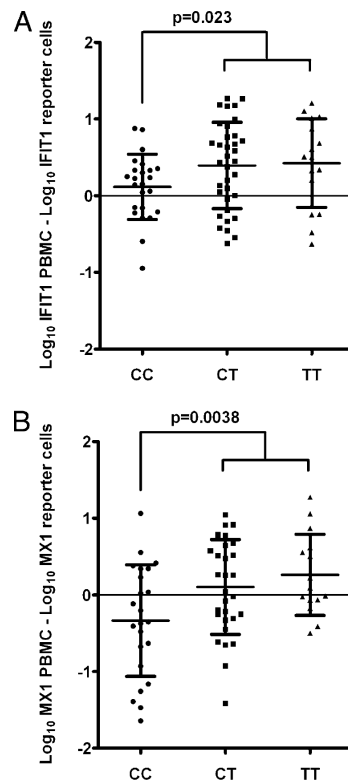 A
p=0.023
Log10 IFIT1 PBMC - Log10 IFIT1 reporter cells
2
1
0
-1
-2
CC CT TT
B
p=0.0038
Log10 MX1 PBMC - Log10 MX1 reporter cells
2
1
0
-1
-2
CC CT TT